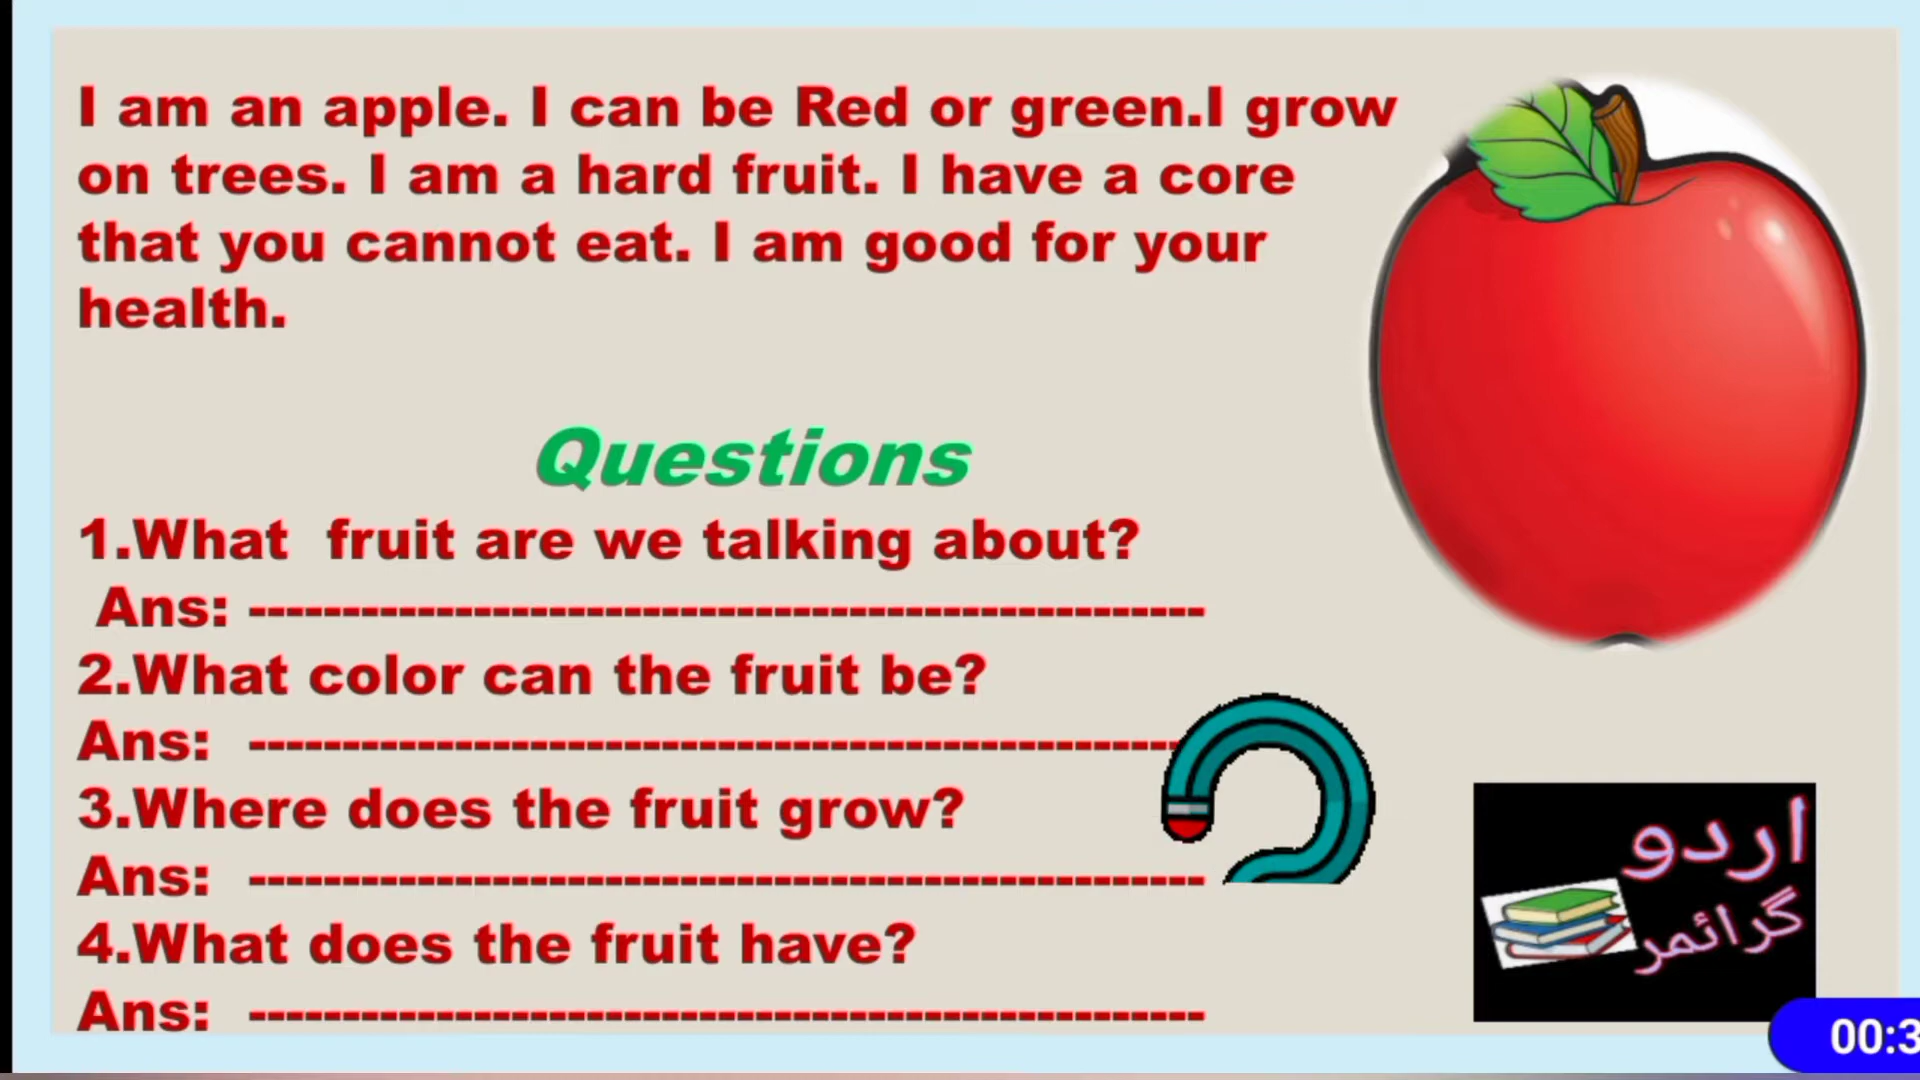 I am an apple. I can be Red or green.I grow
on trees. I am a hard fruit. I have a core
that you cannot eat. I am good for your
health.
Questions
1.What  fruit are we talking about?
Ans: ---------------------------------------------------
2.What color can the fruit be?
Ans: --------------------------------------------------
3.Where does the fruit grow?
Ans: ---------------------------------------------------
4.What does the fruit have?
Ans: ---------------------------------------------------
اردو
گرائمر
00:3